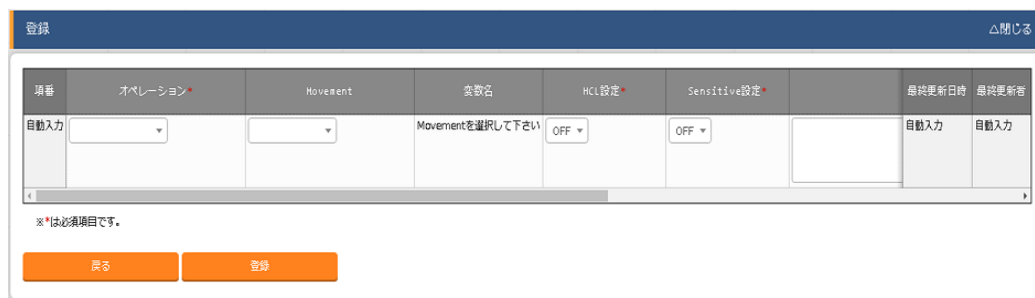 登録 △閉じる
項番 オペレーション* Movement 変数名 HCL設定* Sensitive設定* 最終更新日時 最終更新者
自動入力 Movementを選択して下さい OFF OFF 自動入力 自動入力
※*は必須項目です。
戻る 登録